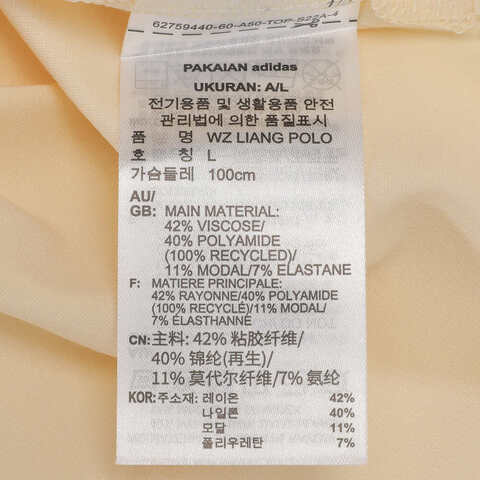 62759440-60-A50-TOP-S22A-4
PAKAIAN adidas
UKURAN: A/L
전기용품 및 생활용품 안전
관리법에 의한 품질표시
품 명 WZ LIANG POLO
호 칭 L
가슴둘레 100cm
AU/
GB: MAIN MATERIAL:
42% VISCOSE/
40% POLYAMIDE
(100% RECYCLED)/
11% MODAL/7% ELASTANE
F: MATIERE PRINCIPALE:
42% RAYONNE/40% POLYAMIDE
(100% RECYCLÉ)/11% MODAL/
7% ÉLASTHANNE
CN: 主料: 42% 粘胶纤维/
40% 锦纶(再生)/
11% 莫代尔纤维/7% 氨纶
KOR: 주소재: 레이온 42%
나일론 40%
모달 11%
폴리우레탄 7%